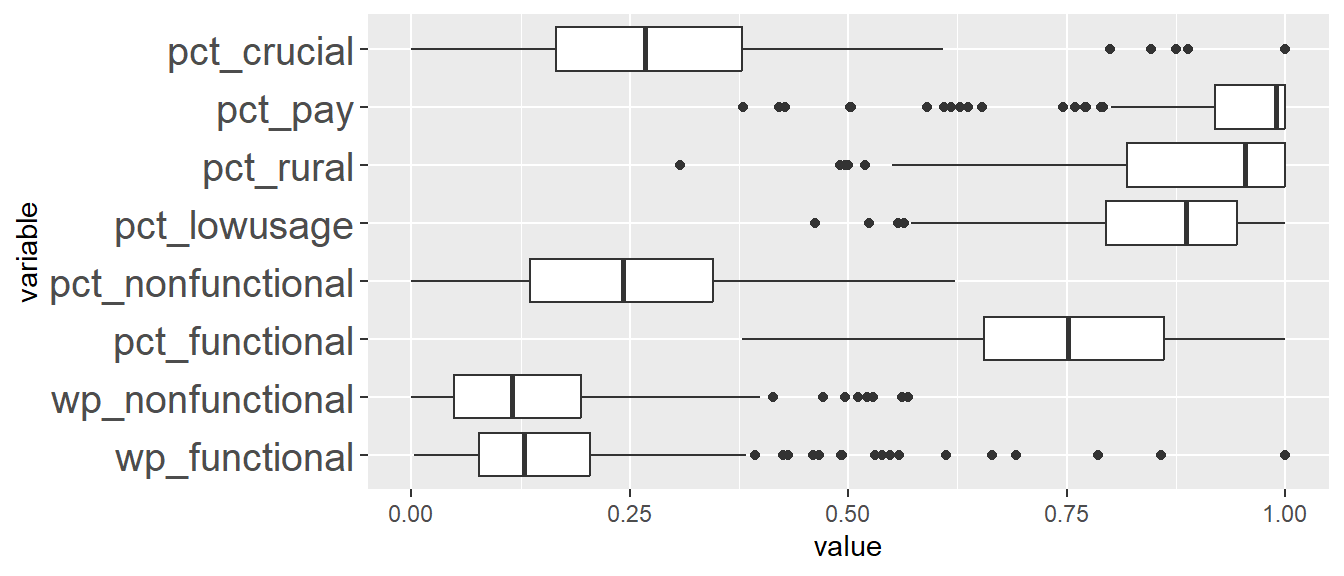 pct_crucial
pct_pay
pct_rural
pct_lowusage
pct_nonfunctional
pct_functional
wp_nonfunctional
wp_functional
variable
0.00 0.25 0.50 0.75 1.00
value